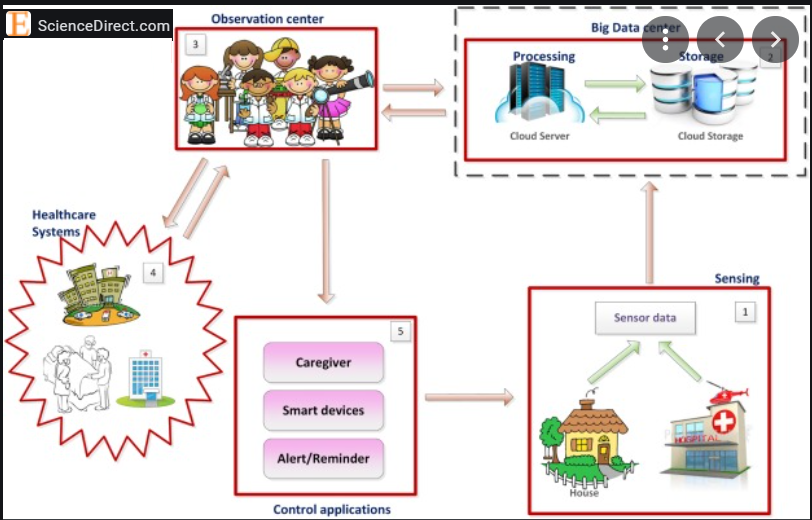 E ScienceDirect.com
Observation center
3
Big Data center
Processing
Storage
2
Cloud Server
Cloud Storage
Healthcare
Systems
4
Sensing
Sensor data
1
HOSPITAL
House
5
Caregiver
Smart devices
Alert/Reminder
Control applications